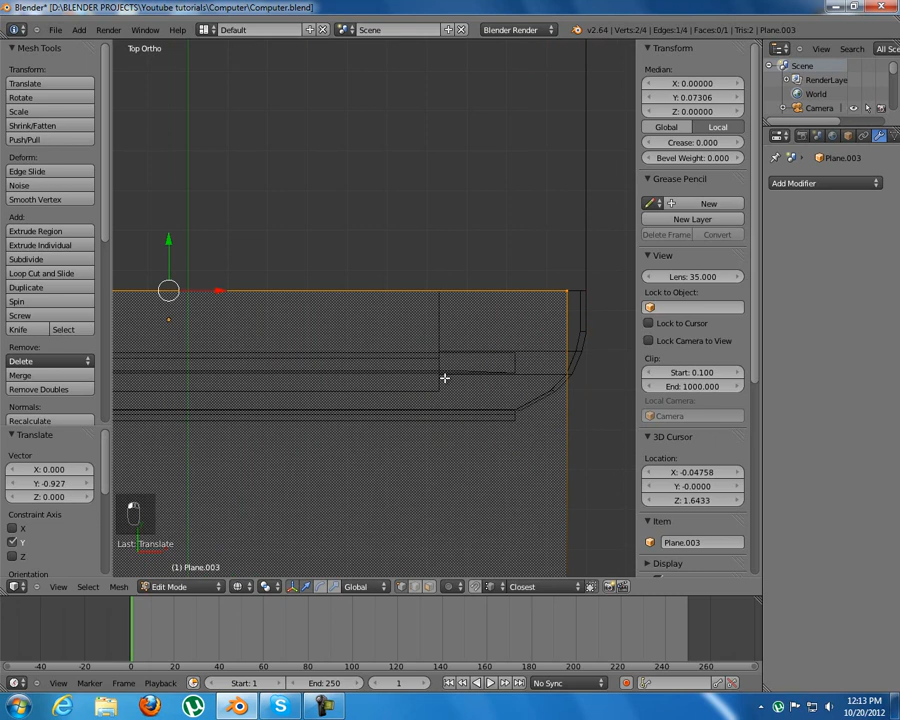 Blender* [D:\BLENDER PROJECTS\Youtube tutorials\Computer\Computer.blend]
File Add Render Window Help Default Scene Blender Render v2.64 | Verts:2/4 | Edges:1/4 | Faces:0/1 | Tris:2 | Plane.003 View Search All Sce
Mesh Tools
Transform:
Translate
Rotate
Scale
Shrink/Fatten
Push/Pull
Deform:
Edge Slide
Noise
Smooth Vertex
Add:
Extrude Region
Extrude Individual
Subdivide
Loop Cut and Slide
Duplicate
Spin
Screw
Knife Select
Remove:
Delete
Merge
Remove Doubles
Normals:
Recalculate
Translate
Vector
X: 0.000
Y: -0.927
Z: 0.000
Constraint Axis
X
Y
Z
Orientation
Top Ortho
Last: Translate
(1) Plane.003
Transform
Median:
X: 0.00000
Y: 0.07306
Z: 0.00000
Global Local
Crease: 0.000
Bevel Weight: 0.000
Grease Pencil
New
New Layer
Delete Frame Convert
View
Lens: 35.000
Lock to Object:
Lock to Cursor
Lock Camera to View
Clip:
Start: 0.100
End: 1000.000
Local Camera:
Camera
3D Cursor
Location:
X: -0.04758
Y: -0.0000
Z: 1.6433
Item
Plane.003
Display
Scene
RenderLaye
World
Camera
Plane.003
Add Modifier
View Select Mesh Edit Mode Global Closest
-40 -20 0 20 40 60 80 100 120 140 160 180 200 220 240 260
View Marker Frame Playback Start: 1 End: 250 1 No Sync
12:13 PM
10/20/2012